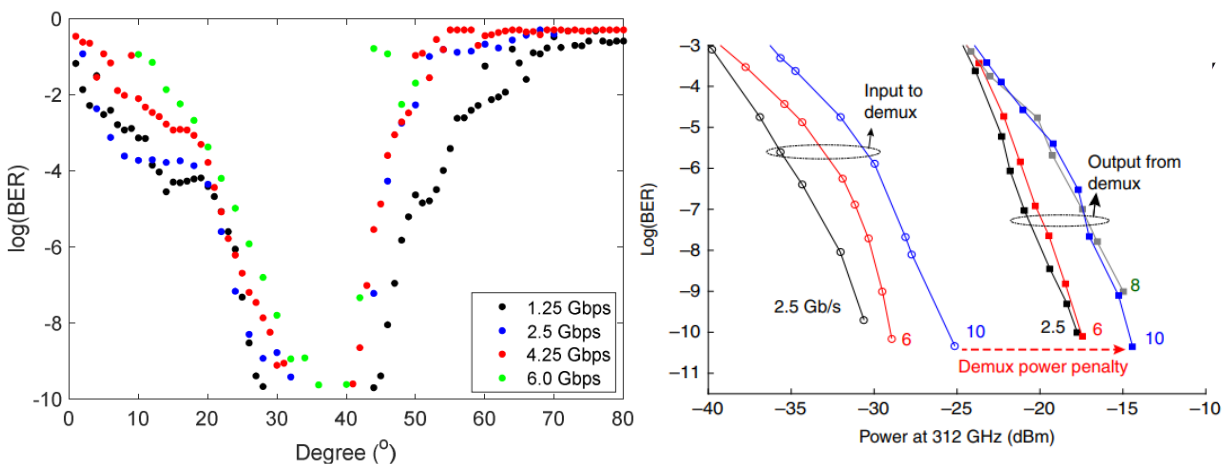 0
-2
-4
-6
-8
-10
0
10
20
30
40
50
60
70
80
log(BER)
Degree (°)
1.25 Gbps
2.5 Gbps
4.25 Gbps
6.0 Gbps
−3
−4
−5
−6
−7
−8
−9
−10
−11
−40
−35
−30
−25
−20
−15
−10
Log(BER)
Power at 312 GHz (dBm)
Input to
demux
Output from
demux
2.5 Gb/s
6
10
2.5
6
8
10
Demux power penalty